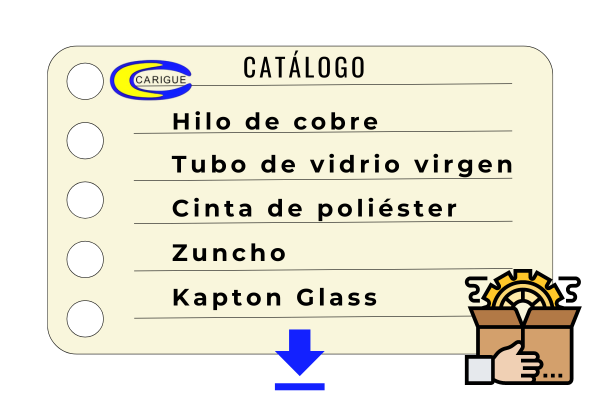 CATÁLOGO
CARIGUE
Hilo de cobre
Tubo de vidrio virgen
Cinta de poliéster
Zuncho
Kapton Glass